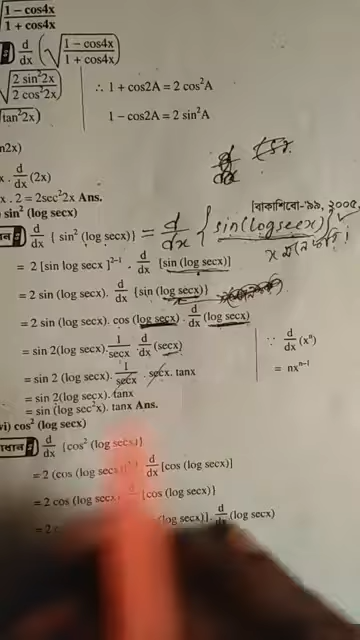 √(1 − cos4x / 1 + cos4x)
d/dx (√(1 − cos4x / 1 + cos4x))
√(2 sin²2x / 2 cos²2x) ∴ 1 + cos2A = 2 cos²A
tan²2x) 1 − cos2A = 2 sin²A
n2x)
x . d/dx (2x)
x . 2 = 2sec²2x Ans.
sin² (log secx) [বাকাশিবো-'৯৯, ২০০৫,
d/dx { sin² (log secx)} = d/dx { sin(logsecx) }²
= 2 [sin log secx ]²⁻¹ . d/dx [sin (log secx)]
= 2 sin (log secx). d/dx {sin (log secx)}
= 2 sin (log secx). cos (log secx) . d/dx (log secx)
= sin 2(log secx). 1/secx . d/dx (secx) ∵ d/dx (xⁿ)
= sin 2 (log secx). 1/secx . secx . tanx = nxⁿ⁻¹
= sin 2(log secx). tanx
= sin (log sec²x). tanx Ans.
vi) cos² (log secx)
d/dx {cos² (log secx)}
= 2 (cos (log secx) d/dx [cos (log secx)]
= 2 cos (log secx) [cos (log secx)}
= 2 (log secx)]. d/dx (log secx)